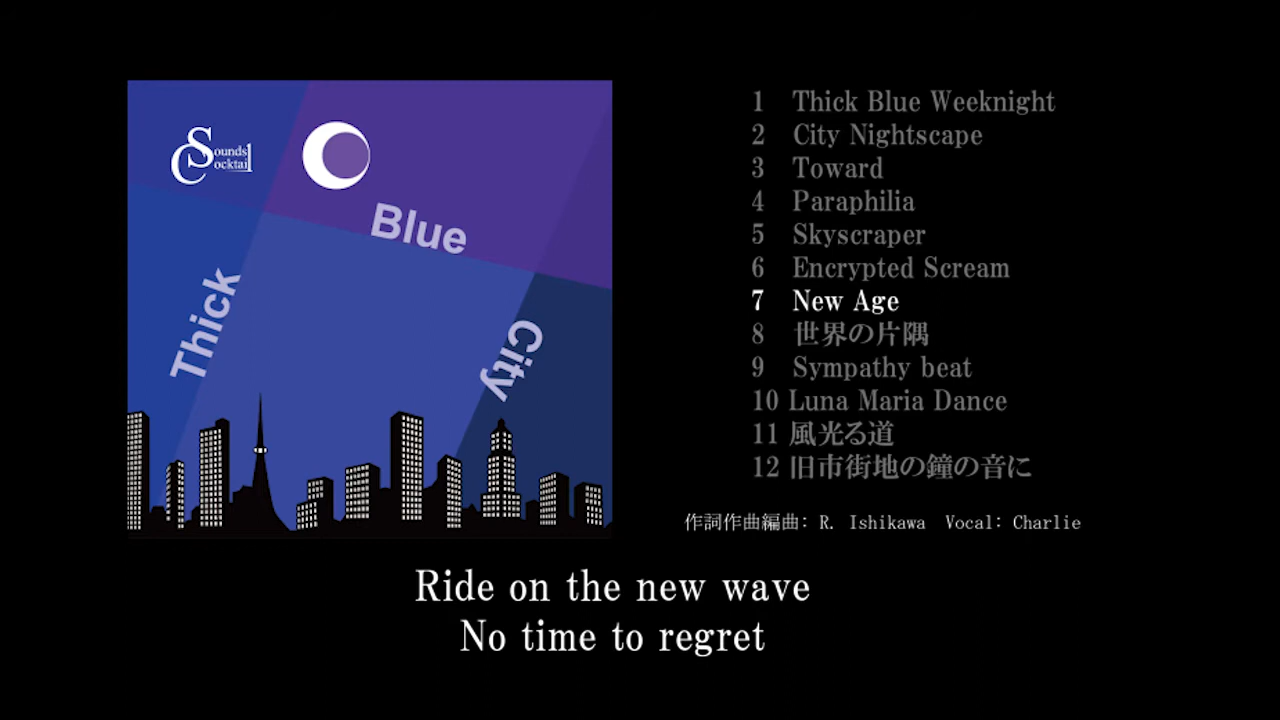 Sounds
Cocktail
Blue
Thick
City
1 Thick Blue Weeknight
2 City Nightscape
3 Toward
4 Paraphilia
5 Skyscraper
6 Encrypted Scream
7 New Age
8 世界の片隅
9 Sympathy beat
10 Luna Maria Dance
11 風光る道
12 旧市街地の鐘の音に
作詞作曲編曲: R. Ishikawa Vocal: Charlie
Ride on the new wave
No time to regret